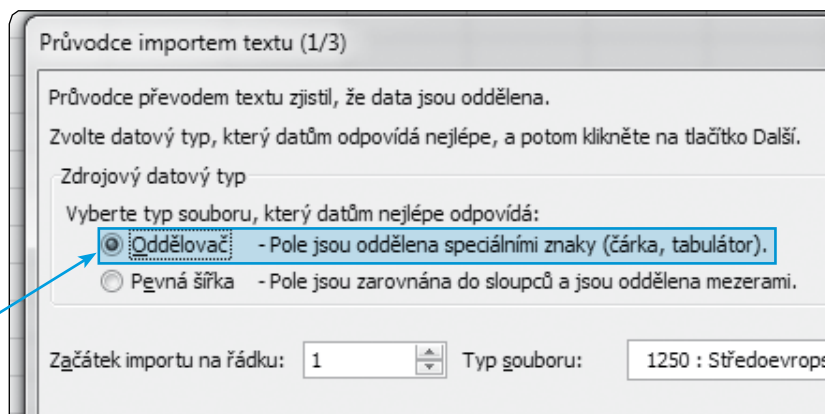 Průvodce importem textu (1/3)
Průvodce převodem textu zjistil, že data jsou oddělena.
Zvolte datový typ, který datům odpovídá nejlépe, a potom klikněte na tlačítko Další.
Zdrojový datový typ
Vyberte typ souboru, který datům nejlépe odpovídá:
Oddělovač - Pole jsou oddělena speciálními znaky (čárka, tabulátor).
Pevná šířka - Pole jsou zarovnána do sloupců a jsou oddělena mezerami.
Začátek importu na řádku: 1 Typ souboru: 1250 : Středoevrops